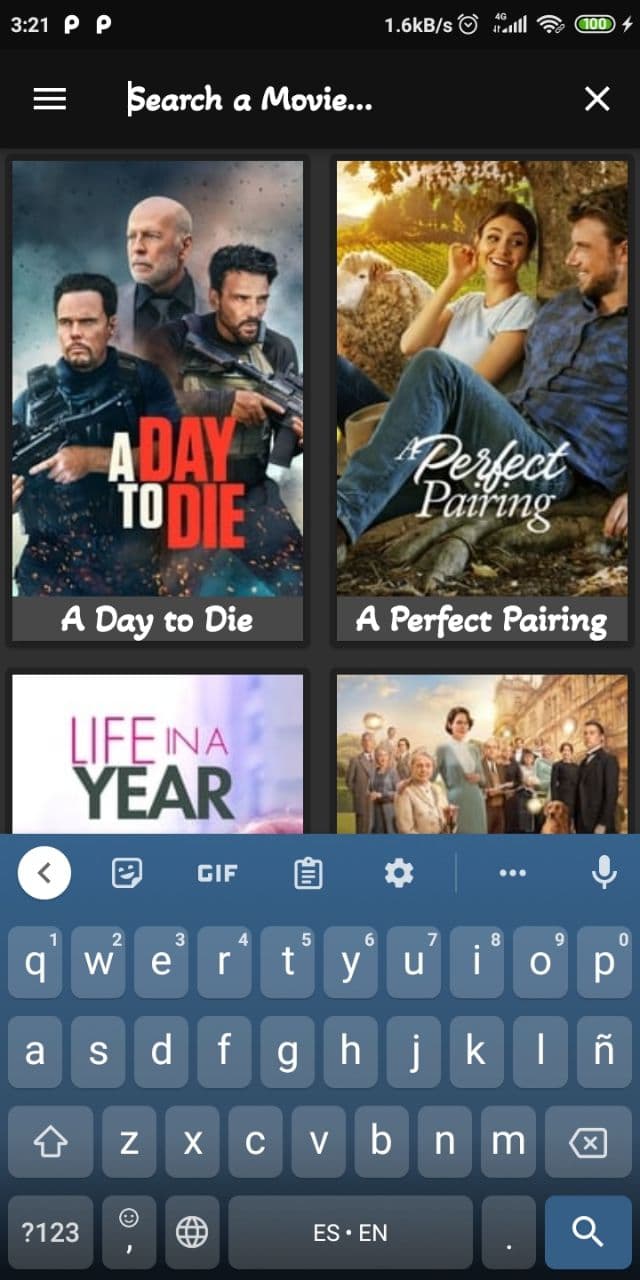 3:21 1.6kB/s 4G 100
Search a Movie...
A DAY
TO DIE
A Perfect
Pairing
A Day to Die
A Perfect Pairing
LIFE IN A
YEAR
GIF
q1 w2 e3 r4 t5 y6 u7 i8 o9 p0
a s d f g h j k l ñ
z x c v b n m
?123 , ES • EN .